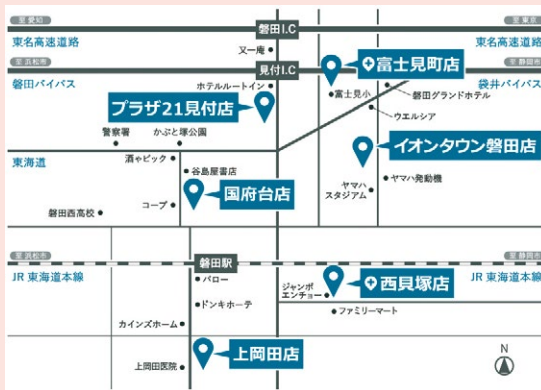 至 愛知
至 東京
東名高速道路
磐田I.C
東名高速道路
又一庵
至 浜松市
見付I.C
至 静岡市
磐田バイパス
ホテルルートイン
富士見町店
袋井バイパス
富士見小
磐田グランドホテル
プラザ21見付店
ウエルシア
警察署
かぶと塚公園
イオンタウン磐田店
東海道
酒やビック
谷島屋書店
国府台店
ヤマハ
スタジアム
ヤマハ発動機
コープ
磐田西高校
至 浜松市
磐田駅
至 静岡市
JR東海道本線
バロー
ジャンボ
エンチョー
西貝塚店
JR東海道本線
ドンキホーテ
ファミリーマート
カインズホーム
上岡田店
上岡田医院
N